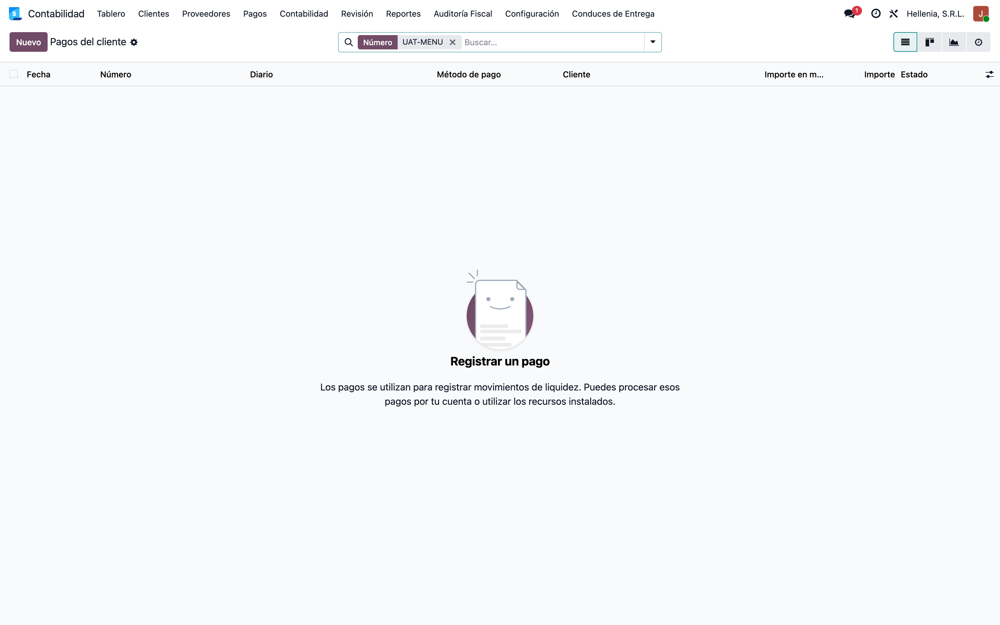 Contabilidad Tablero Clientes Proveedores Pagos Contabilidad Revisión Reportes Auditoría Fiscal Configuración Conduces de Entrega 1 Hellenia, S.R.L. J
Nuevo Pagos del cliente Número UAT-MENU Buscar...
Fecha Número Diario Método de pago Cliente Importe en m... Importe Estado
Registrar un pago
Los pagos se utilizan para registrar movimientos de liquidez. Puedes procesar esos
pagos por tu cuenta o utilizar los recursos instalados.